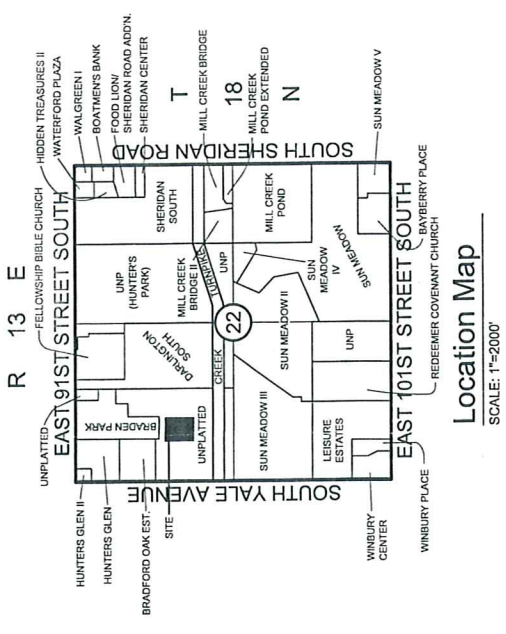 R 13 E
T
18
N
UNPLATTED
FELLOWSHIP BIBLE CHURCH
HIDDEN TREASURES II
WATERFORD PLAZA
WALGREEN I
BOATMEN'S BANK
FOOD LION/
SHERIDAN ROAD ADD'N.
SHERIDAN CENTER
EAST 91ST STREET SOUTH
HUNTERS GLEN II
HUNTERS GLEN
BRADFORD OAK EST.
SITE
BRADEN PARK
UNPLATTED
DARLINGTON
SOUTH
UNP
(HUNTER'S
PARK)
SHERIDAN
SOUTH
MILL CREEK BRIDGE
MILL CREEK
POND EXTENDED
MILL CREEK
BRIDGE II
CREEK
TURNPIKE
22
UNP
MILL CREEK
POND
SUN
MEADOW
IV
SUN MEADOW III
SUN MEADOW II
SUN MEADOW
SUN MEADOW V
LEISURE
ESTATES
UNP
SOUTH YALE AVENUE
SOUTH SHERIDAN ROAD
EAST 101ST STREET SOUTH
WINBURY
CENTER
WINBURY PLACE
REDEEMER COVENANT CHURCH
BAYBERRY PLACE
Location Map
SCALE: 1"=2000'